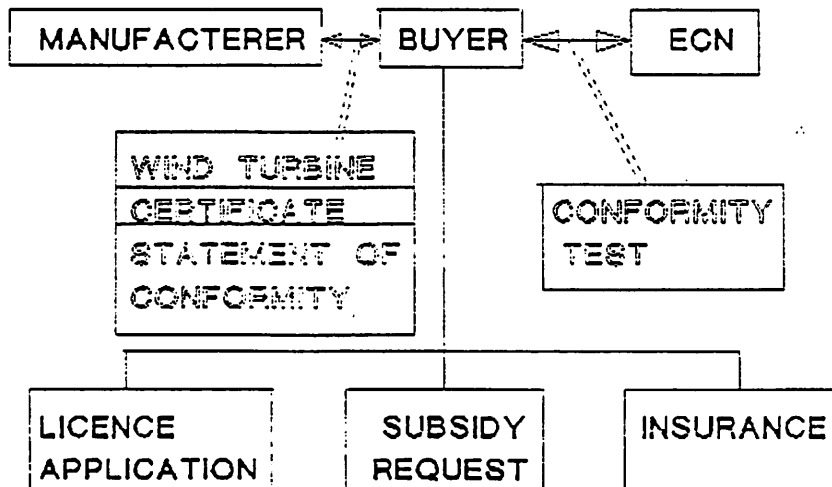 MANUFACTERER
BUYER
ECN
WIND TURBINE
CERTIFICATE
STATEMENT OF
CONFORMITY
CONFORMITY
TEST
LICENCE
APPLICATION
SUBSIDY
REQUEST
INSURANCE